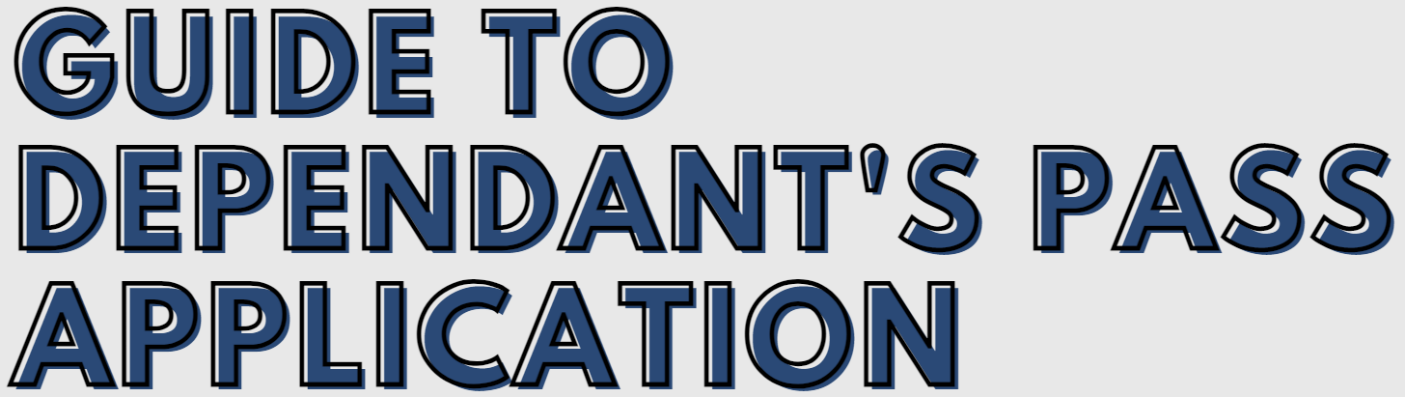 GUIDE TO
DEPENDANT'S PASS
APPLICATION